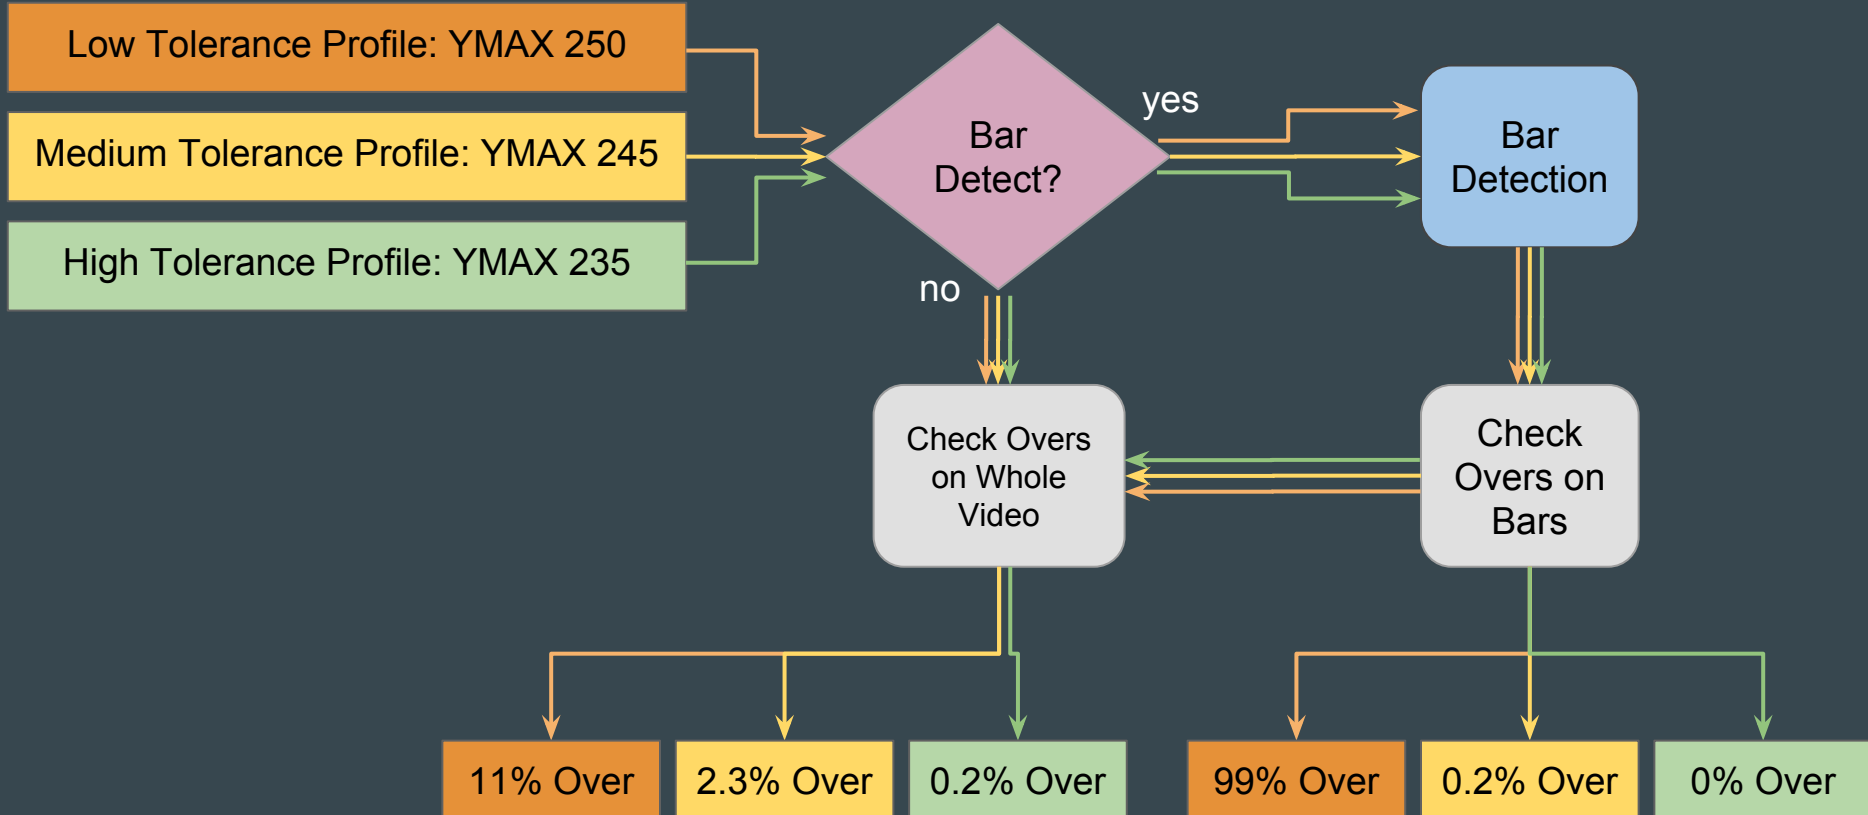 Low Tolerance Profile: YMAX 250
Medium Tolerance Profile: YMAX 245
High Tolerance Profile: YMAX 235
Bar
Detect?
yes
no
Bar
Detection
Check Overs
on Whole
Video
Check
Overs on
Bars
11% Over
2.3% Over
0.2% Over
99% Over
0.2% Over
0% Over